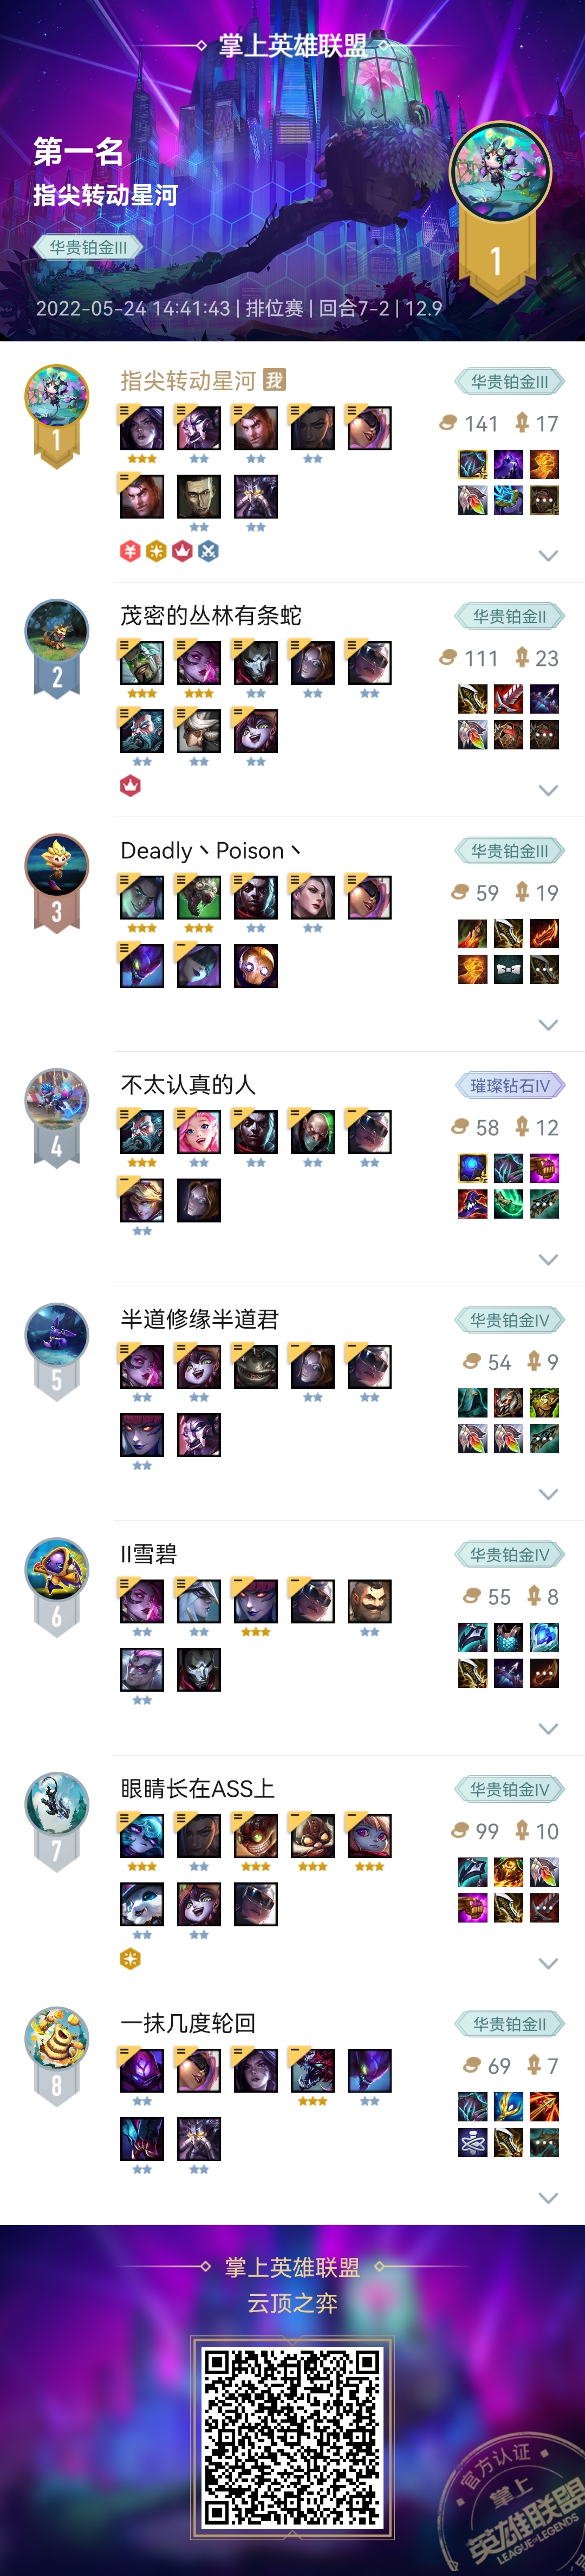 掌上英雄联盟
第一名
指尖转动星河
华贵铂金III
1
2022-05-24 14:41:43 | 排位赛 | 回合7-2 | 12.9
指尖转动星河 我
华贵铂金III
141 17
1
茂密的丛林有条蛇
华贵铂金II
111 23
2
Deadly丶Poison丶
华贵铂金III
59 19
3
不太认真的人
璀璨钻石IV
58 12
4
半道修缘半道君
华贵铂金IV
54 9
5
II雪碧
华贵铂金IV
55 8
6
眼睛长在ASS上
华贵铂金IV
99 10
7
一抹几度轮回
华贵铂金II
69 7
8
掌上英雄联盟
云顶之弈
官方认证
掌上
英雄联盟
LEAGUE OF LEGENDS